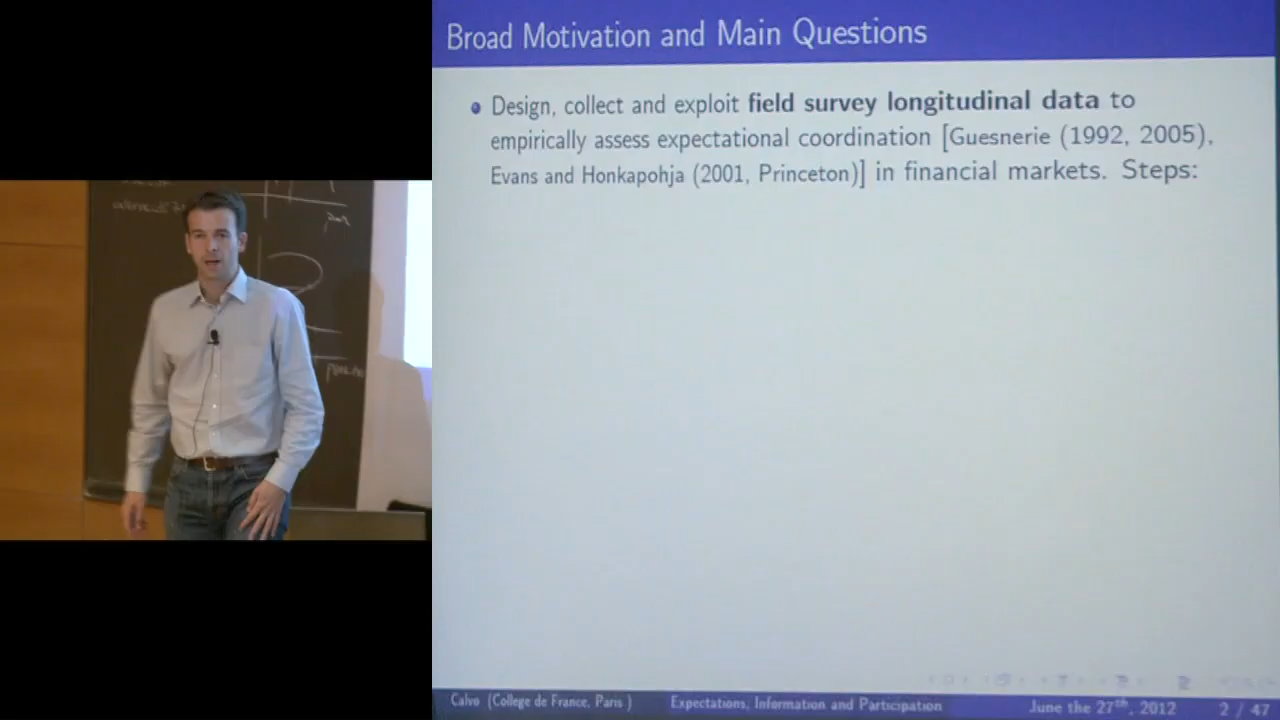 Broad Motivation and Main Questions
Design, collect and exploit field survey longitudinal data to
empirically assess expectational coordination [Guesnerie (1992, 2005),
Evans and Honkapohja (2001, Princeton)] in financial markets. Steps:
Calvo (College de France, Paris ) Expectations, Information and Participation June the 27th, 2012 2 / 47